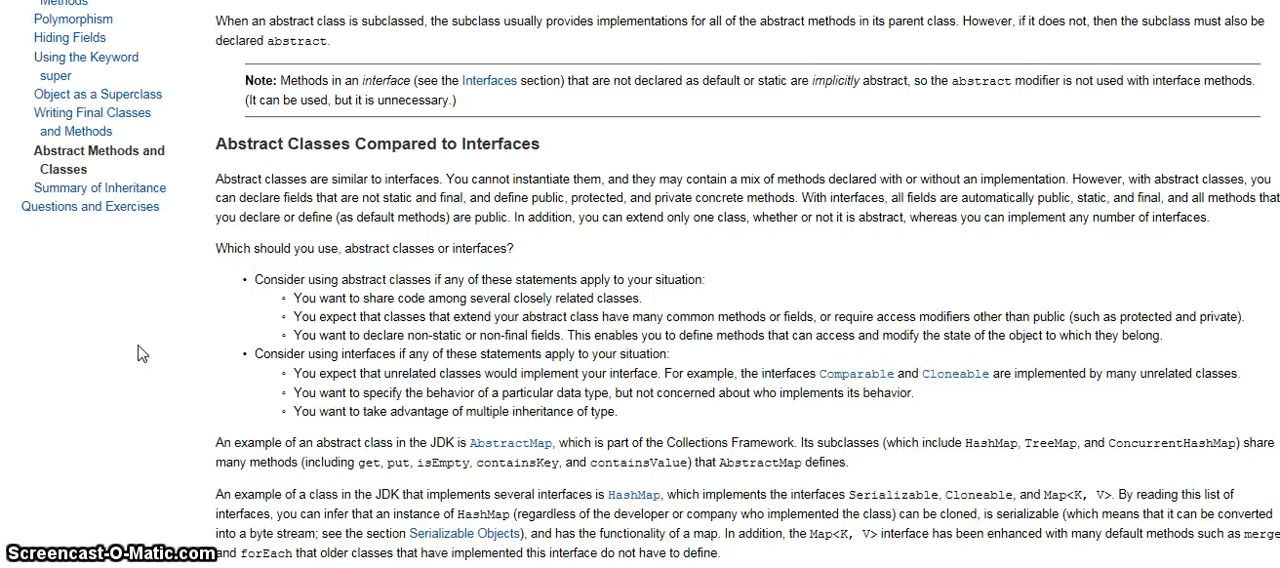 Methods
Polymorphism
Hiding Fields
Using the Keyword
super
Object as a Superclass
Writing Final Classes
and Methods
Abstract Methods and
Classes
Summary of Inheritance
Questions and Exercises
When an abstract class is subclassed, the subclass usually provides implementations for all of the abstract methods in its parent class. However, if it does not, then the subclass must also be
declared abstract.
Note: Methods in an interface (see the Interfaces section) that are not declared as default or static are implicitly abstract, so the abstract modifier is not used with interface methods.
(It can be used, but it is unnecessary.)
Abstract Classes Compared to Interfaces
Abstract classes are similar to interfaces. You cannot instantiate them, and they may contain a mix of methods declared with or without an implementation. However, with abstract classes, you
can declare fields that are not static and final, and define public, protected, and private concrete methods. With interfaces, all fields are automatically public, static, and final, and all methods that
you declare or define (as default methods) are public. In addition, you can extend only one class, whether or not it is abstract, whereas you can implement any number of interfaces.
Which should you use, abstract classes or interfaces?
• Consider using abstract classes if any of these statements apply to your situation:
◦ You want to share code among several closely related classes.
◦ You expect that classes that extend your abstract class have many common methods or fields, or require access modifiers other than public (such as protected and private).
◦ You want to declare non-static or non-final fields. This enables you to define methods that can access and modify the state of the object to which they belong.
• Consider using interfaces if any of these statements apply to your situation:
◦ You expect that unrelated classes would implement your interface. For example, the interfaces Comparable and Cloneable are implemented by many unrelated classes.
◦ You want to specify the behavior of a particular data type, but not concerned about who implements its behavior.
◦ You want to take advantage of multiple inheritance of type.
An example of an abstract class in the JDK is AbstractMap, which is part of the Collections Framework. Its subclasses (which include HashMap, TreeMap, and ConcurrentHashMap) share
many methods (including get, put, isEmpty, containsKey, and containsValue) that AbstractMap defines.
An example of a class in the JDK that implements several interfaces is HashMap, which implements the interfaces Serializable, Cloneable, and Map<K, V>. By reading this list of
interfaces, you can infer that an instance of HashMap (regardless of the developer or company who implemented the class) can be cloned, is serializable (which means that it can be converted
into a byte stream; see the section Serializable Objects), and has the functionality of a map. In addition, the Map<K, V> interface has been enhanced with many default methods such as merge
and forEach that older classes that have implemented this interface do not have to define.
Screencast-O-Matic.com